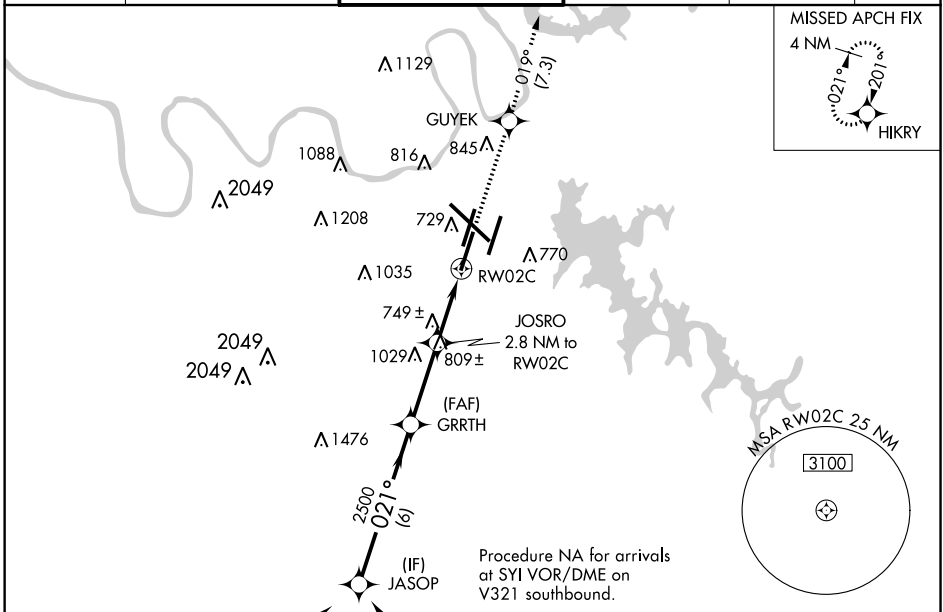 MISSED APCH FIX
4 NM
021°
201°
HIKRY
1129
019°
(7.3)
GUYEK
845
816
1088
2049
1208
729
770
RW02C
1035
749 ±
JOSRO
2.8 NM to
RW02C
809 ±
1029
2049
2049
(FAF)
GRRTH
1476
2500
021°
(6)
(IF)
JASOP
MSA RW02C 25 NM
3100
Procedure NA for arrivals
at SYI VOR/DME on
V321 southbound.